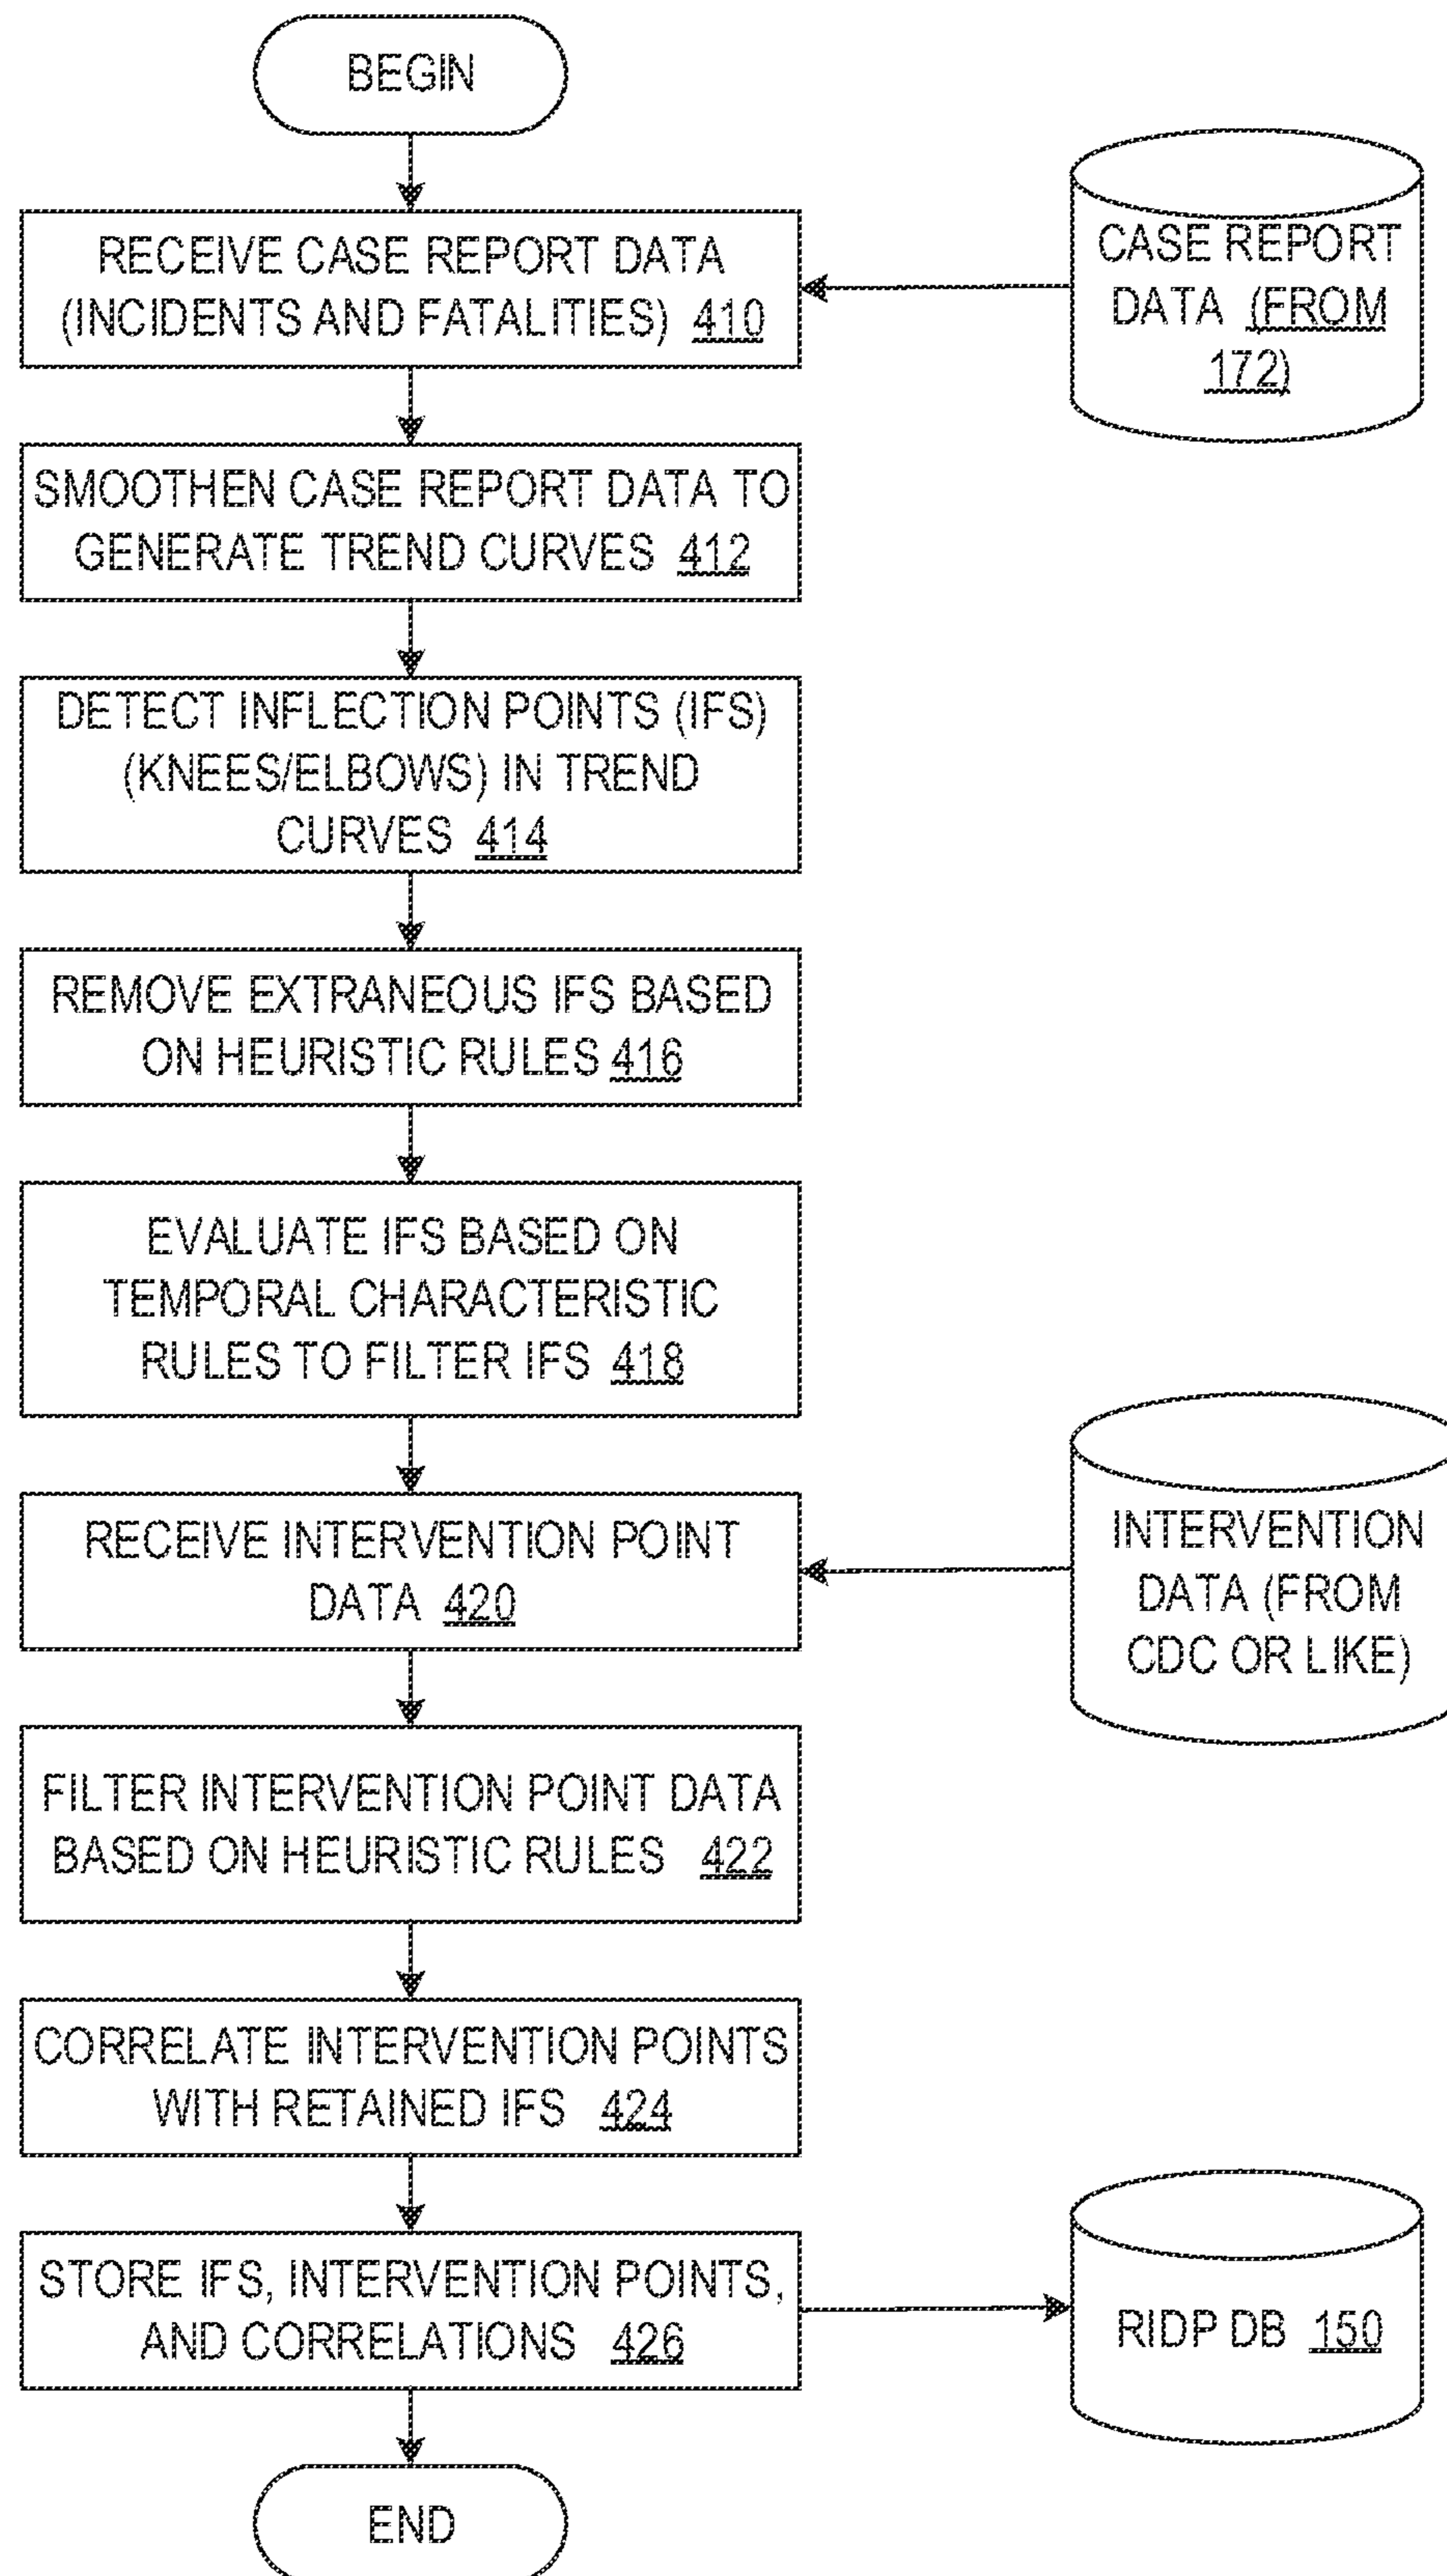 BEGIN
RECEIVE CASE REPORT DATA
(INCIDENTS AND FATALITIES) 410
CASE REPORT
DATA (FROM
172)
SMOOTHEN CASE REPORT DATA TO
GENERATE TREND CURVES 412
DETECT INFLECTION POINTS (IFS)
(KNEES/ELBOWS) IN TREND
CURVES 414
REMOVE EXTRANEOUS IFS BASED
ON HEURISTIC RULES 416
EVALUATE IFS BASED ON
TEMPORAL CHARACTERISTIC
RULES TO FILTER IFS 418
RECEIVE INTERVENTION POINT
DATA 420
INTERVENTION
DATA (FROM
CDC OR LIKE)
FILTER INTERVENTION POINT DATA
BASED ON HEURISTIC RULES 422
CORRELATE INTERVENTION POINTS
WITH RETAINED IFS 424
STORE IFS, INTERVENTION POINTS,
AND CORRELATIONS 426
RIDP DB 150
END